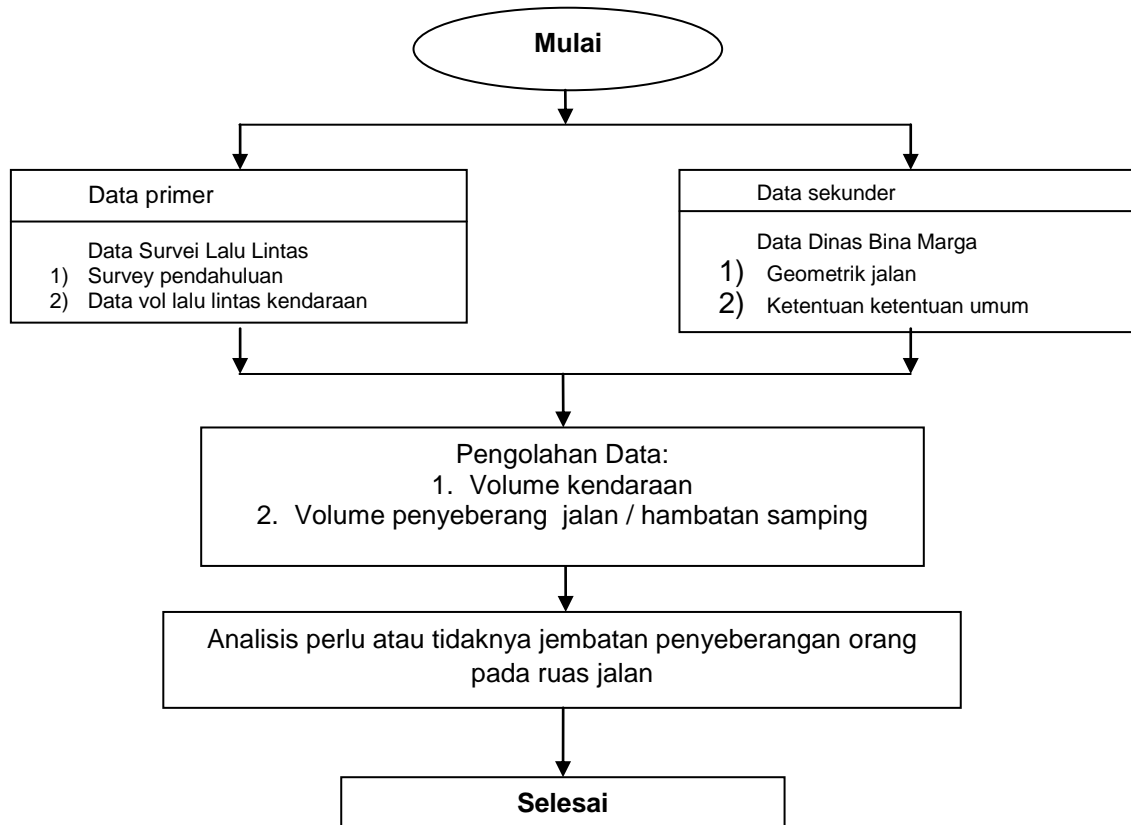 Mulai
Data primer
Data Survei Lalu Lintas
1) Survey pendahuluan
2) Data vol lalu lintas kendaraan
Data sekunder
Data Dinas Bina Marga
1) Geometrik jalan
2) Ketentuan ketentuan umum
Pengolahan Data:
1. Volume kendaraan
2. Volume penyeberang jalan / hambatan samping
Analisis perlu atau tidaknya jembatan penyeberangan orang
pada ruas jalan
Selesai